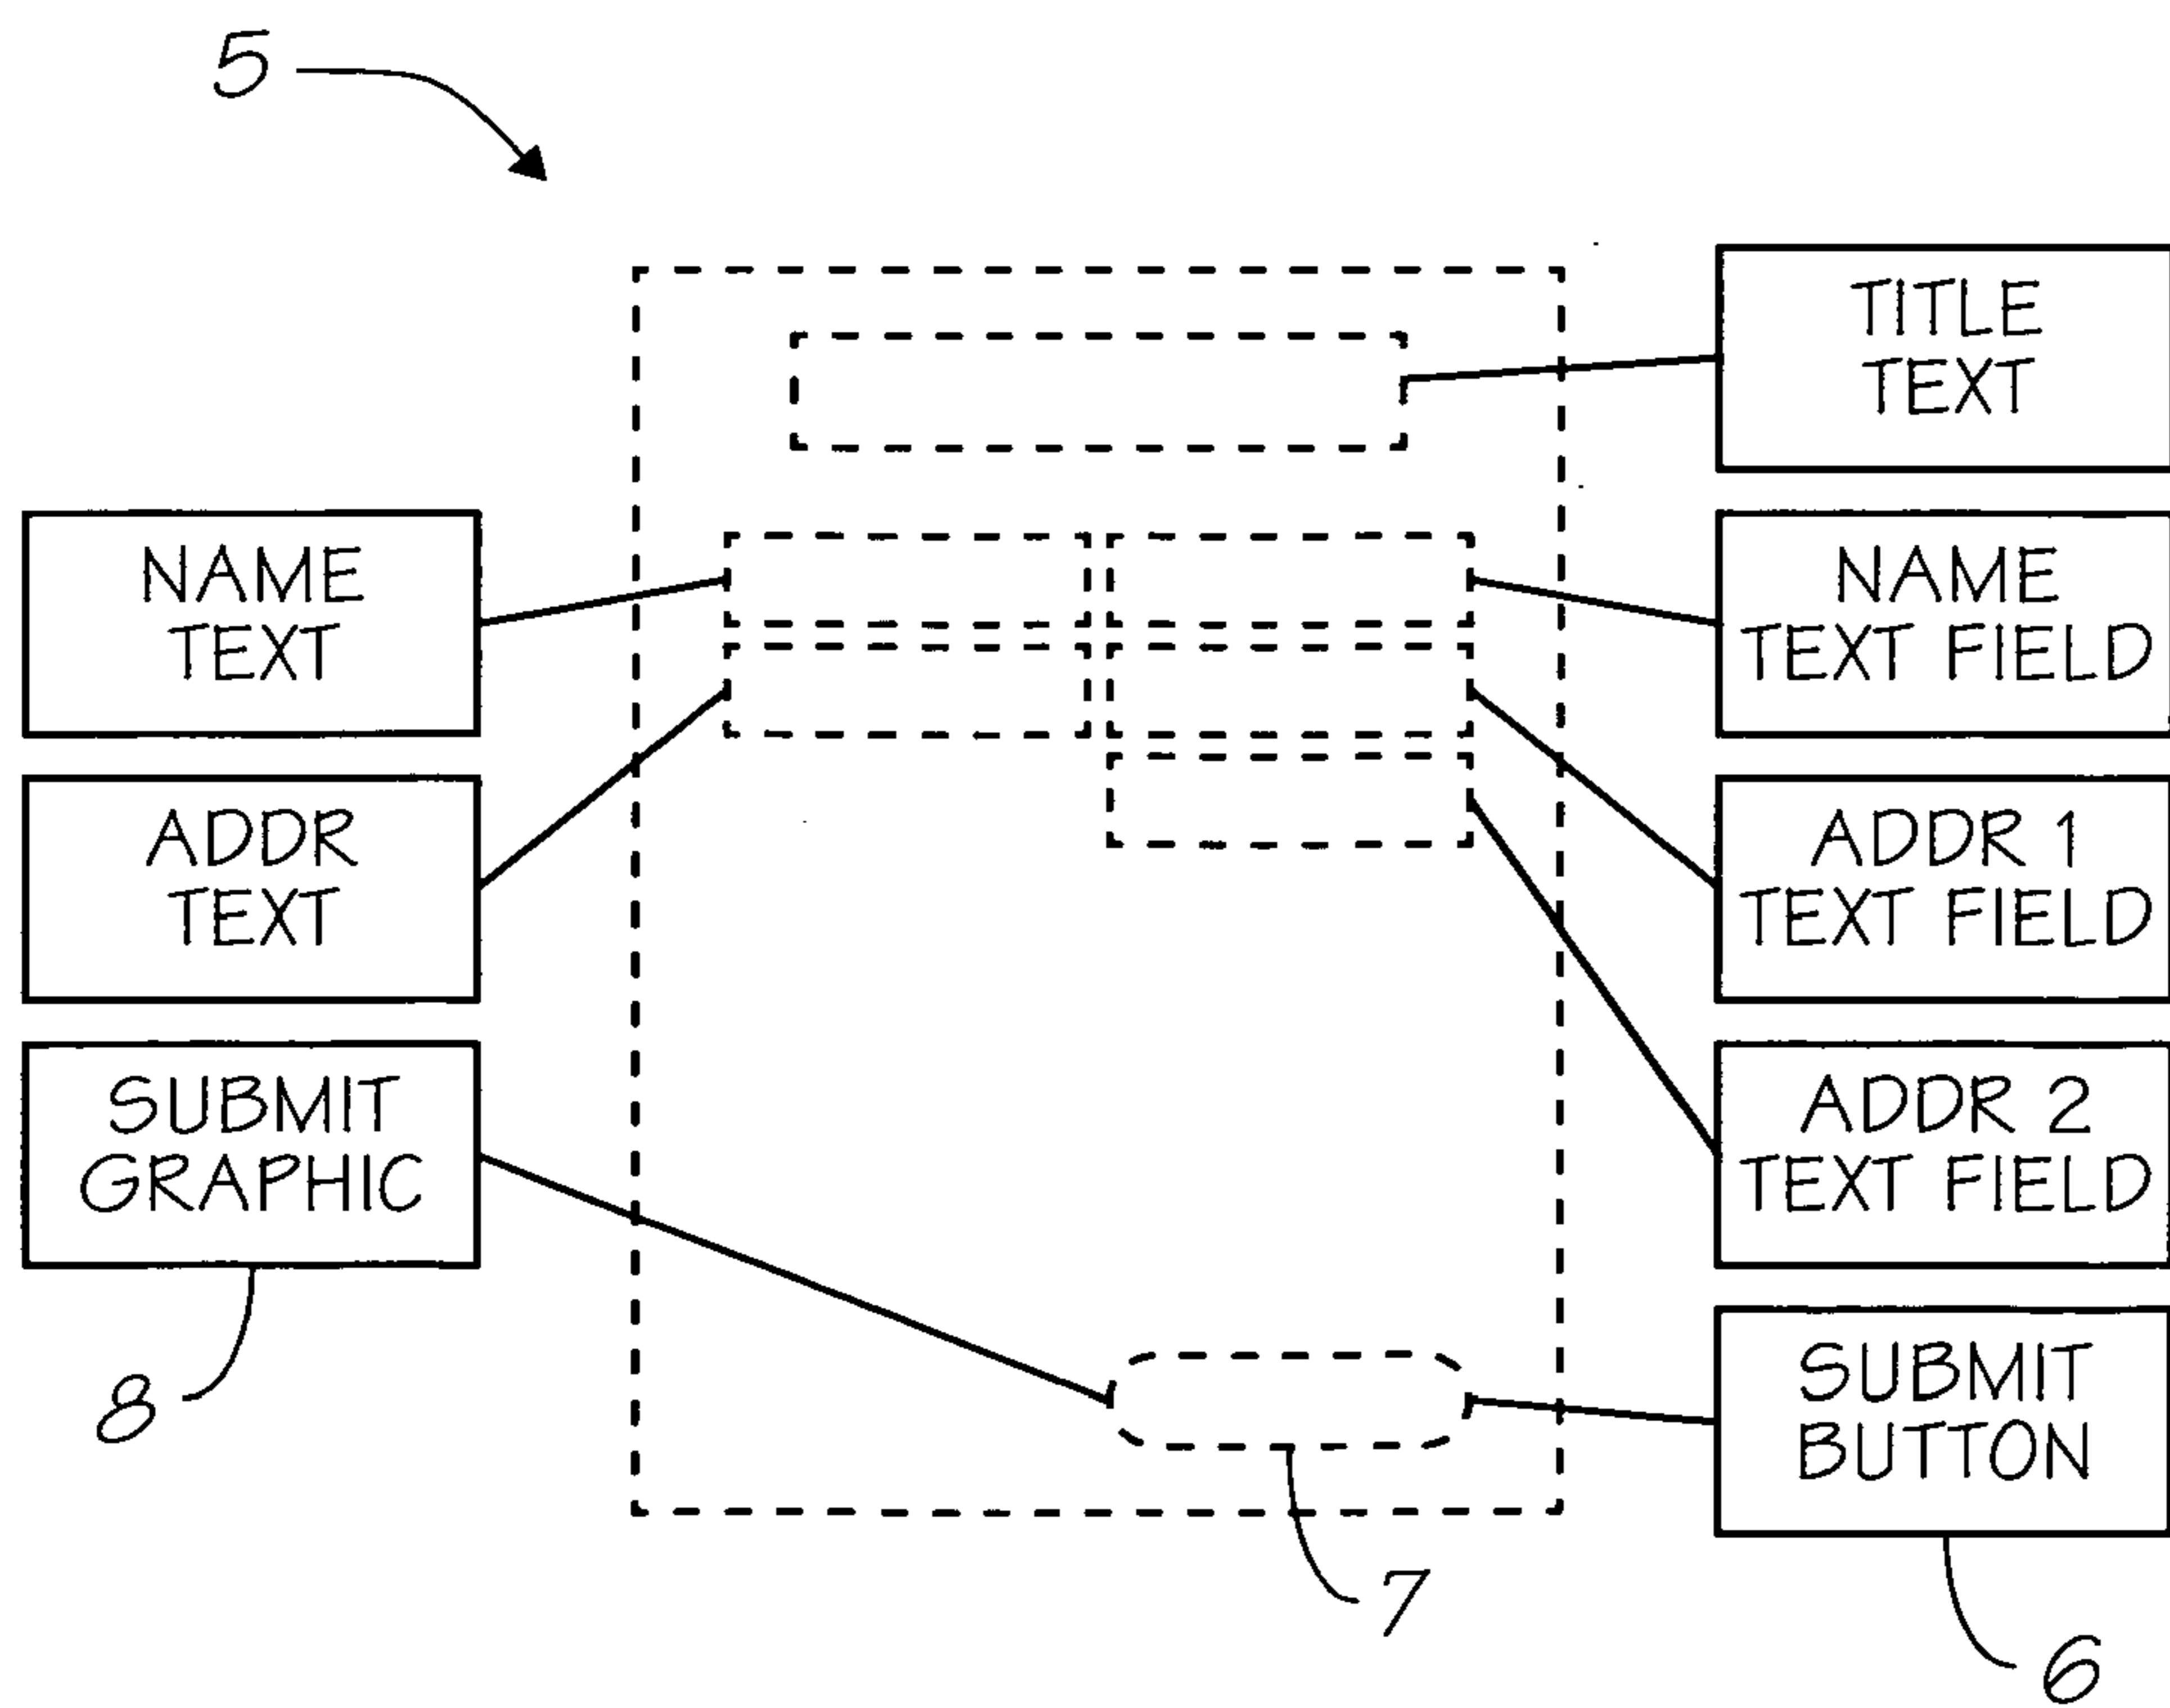 5
TITLE
TEXT
NAME
TEXT
NAME
TEXT FIELD
ADDR
TEXT
ADDR 1
TEXT FIELD
SUBMIT
GRAPHIC
ADDR 2
TEXT FIELD
SUBMIT
BUTTON
8
7
6